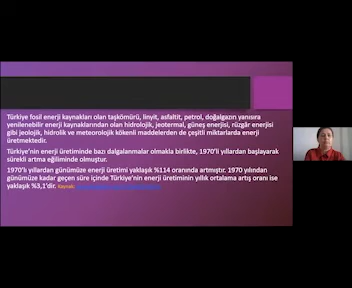 Türkiye fosil enerji kaynakları olan taşkömürü, linyit, asfaltit, petrol, doğalgazın yanısıra
yenilenebilir enerji kaynaklarından olan hidrolojik, jeotermal, güneş enerjisi, rüzgâr enerjisi
gibi jeolojik, hidrolik ve meteorolojik kökenli maddelerden de çeşitli miktarlarda enerji
üretmektedir.
Türkiye'nin enerji üretiminde bazı dalgalanmalar olmakla birlikte, 1970'li yıllardan başlayarak
sürekli artma eğiliminde olmuştur.
1970'li yıllardan günümüze enerji üretimi yaklaşık %114 oranında artmıştır. 1970 yılından
günümüze kadar geçen süre içinde Türkiye'nin enerji üretiminin yıllık ortalama artış oranı ise
yaklaşık %3,1'dir. Kaynak: